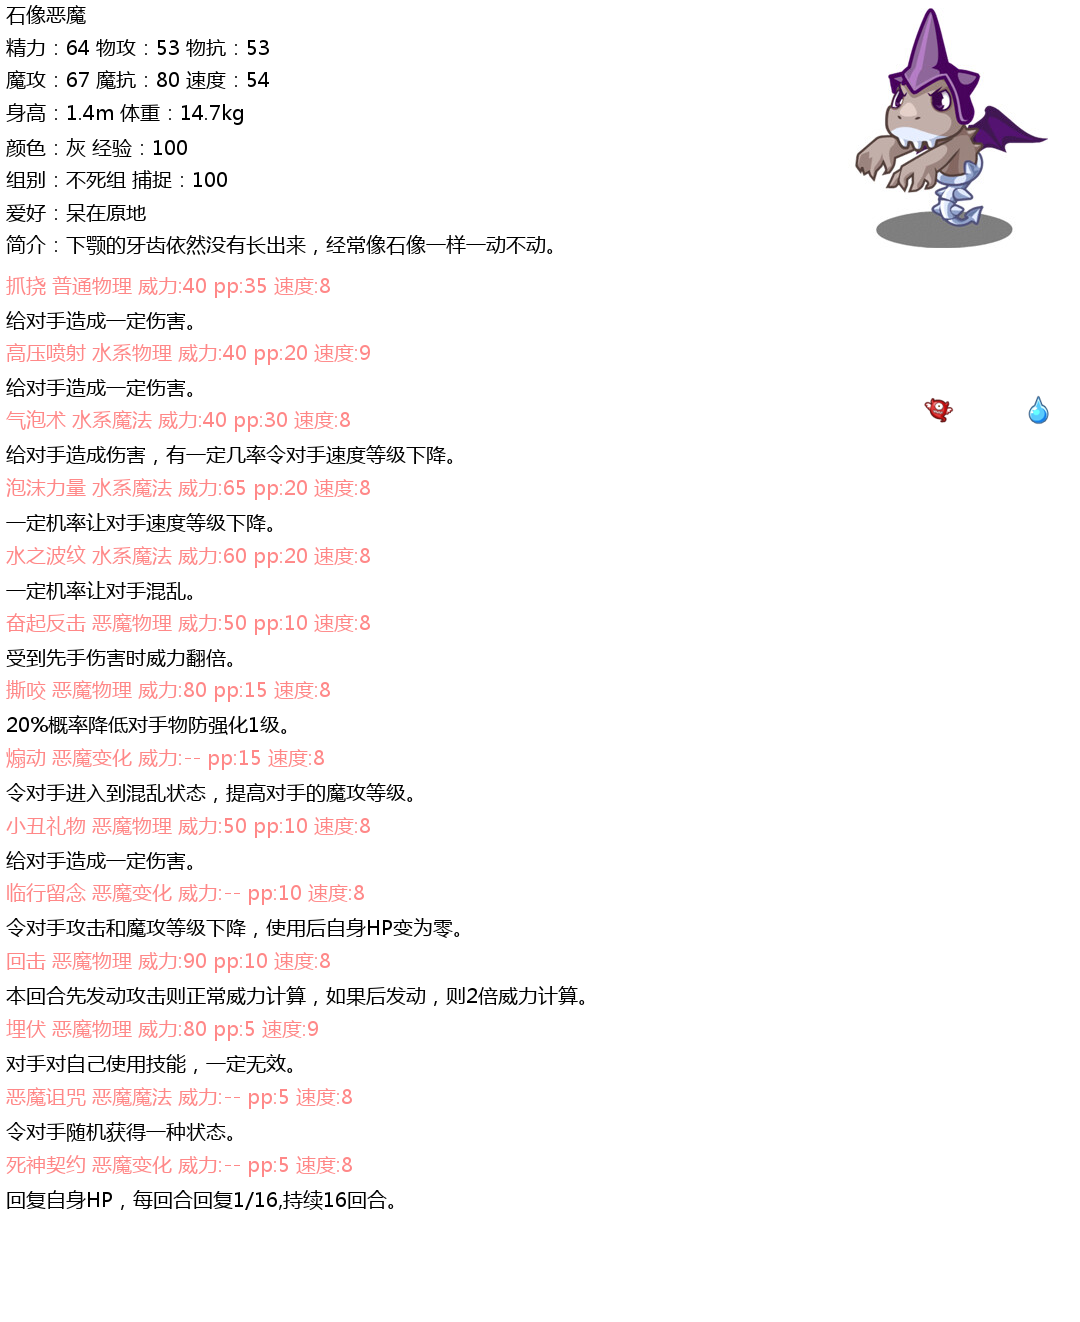 石像恶魔
精力：64 物攻：53 物抗：53
魔攻：67 魔抗：80 速度：54
身高：1.4m 体重：14.7kg
颜色：灰 经验：100
组别：不死组 捕捉：100
爱好：呆在原地
简介：下颚的牙齿依然没有长出来，经常像石像一样一动不动。
抓挠 普通物理 威力:40 pp:35 速度:8
给对手造成一定伤害。
高压喷射 水系物理 威力:40 pp:20 速度:9
给对手造成一定伤害。
气泡术 水系魔法 威力:40 pp:30 速度:8
给对手造成伤害，有一定几率令对手速度等级下降。
泡沫力量 水系魔法 威力:65 pp:20 速度:8
一定机率让对手速度等级下降。
水之波纹 水系魔法 威力:60 pp:20 速度:8
一定机率让对手混乱。
奋起反击 恶魔物理 威力:50 pp:10 速度:8
受到先手伤害时威力翻倍。
撕咬 恶魔物理 威力:80 pp:15 速度:8
20%概率降低对手物防强化1级。
煽动 恶魔变化 威力:-- pp:15 速度:8
令对手进入到混乱状态，提高对手的魔攻等级。
小丑礼物 恶魔物理 威力:50 pp:10 速度:8
给对手造成一定伤害。
临行留念 恶魔变化 威力:-- pp:10 速度:8
令对手攻击和魔攻等级下降，使用后自身HP变为零。
回击 恶魔物理 威力:90 pp:10 速度:8
本回合先发动攻击则正常威力计算，如果后发动，则2倍威力计算。
埋伏 恶魔物理 威力:80 pp:5 速度:9
对手对自己使用技能，一定无效。
恶魔诅咒 恶魔魔法 威力:-- pp:5 速度:8
令对手随机获得一种状态。
死神契约 恶魔变化 威力:-- pp:5 速度:8
回复自身HP，每回合回复1/16,持续16回合。